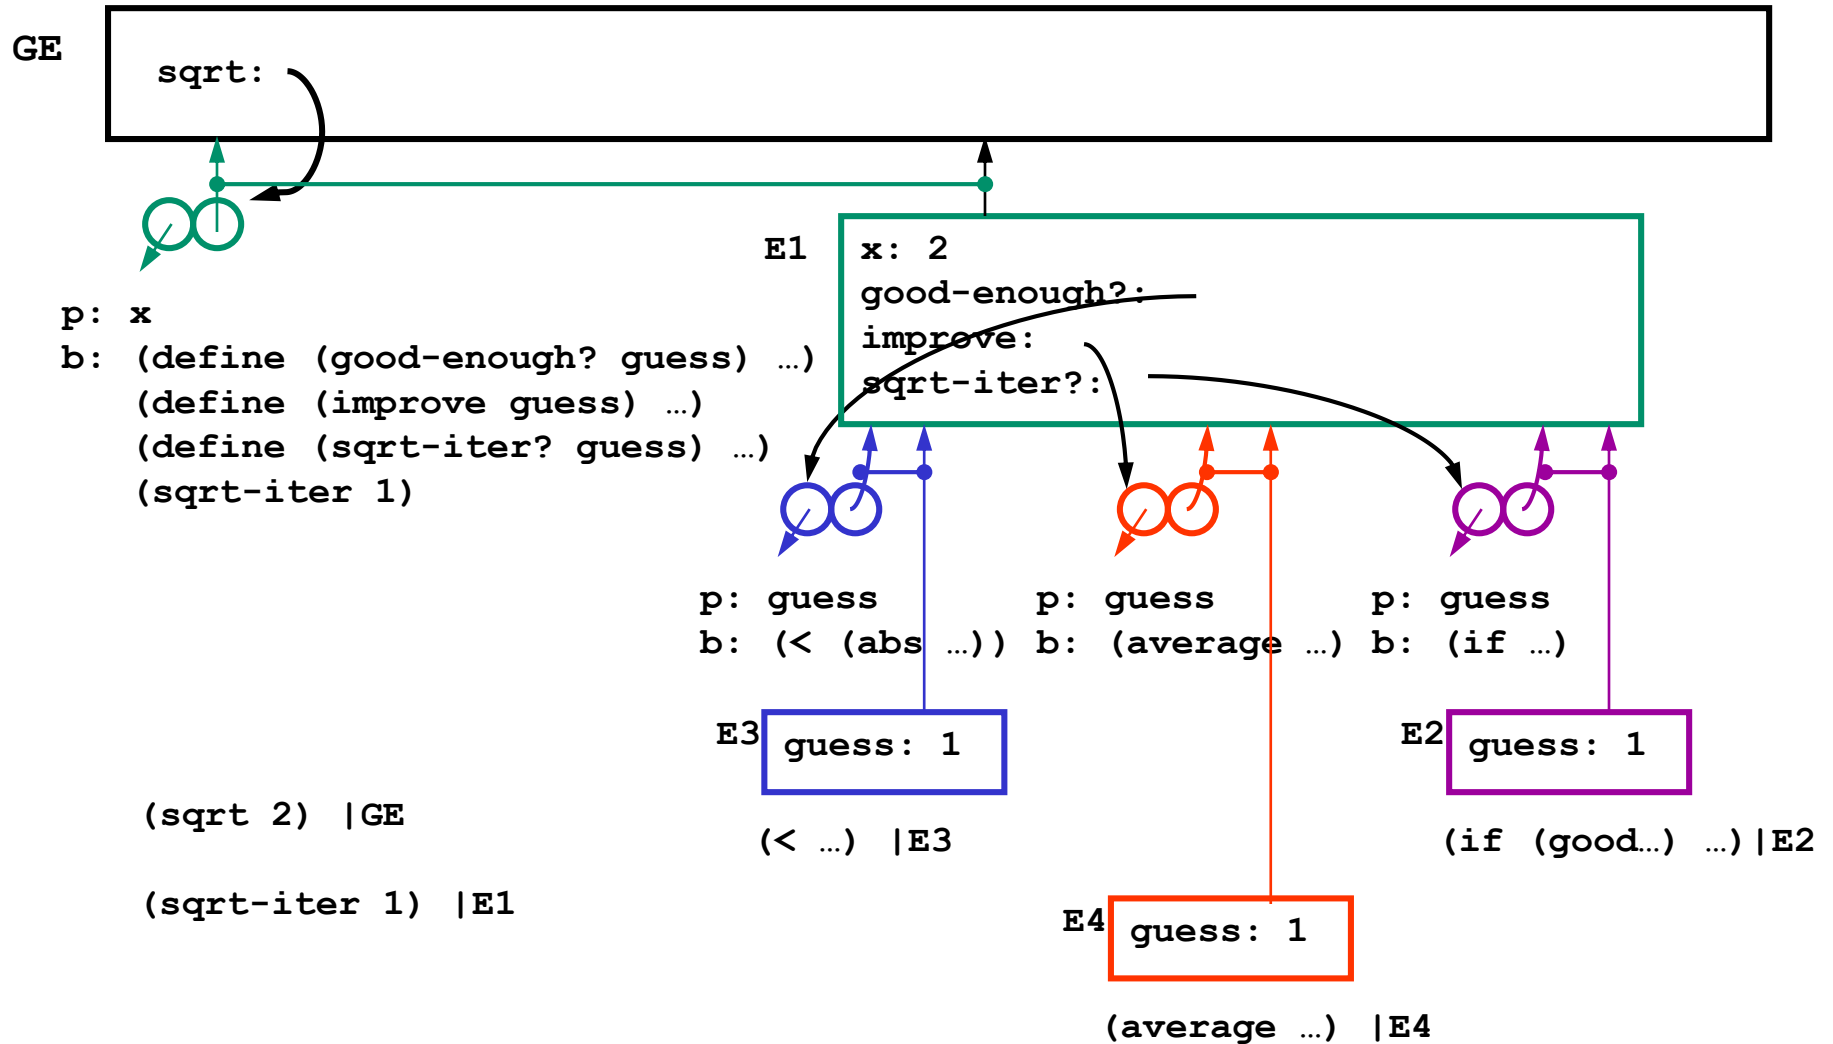 GE
sqrt:
E1
x: 2
good-enough?:
improve:
sqrt-iter?:
p: x
b: (define (good-enough? guess) …)
(define (improve guess) …)
(define (sqrt-iter? guess) …)
(sqrt-iter 1)
p: guess
b: (< (abs …))
p: guess
b: (average …)
p: guess
b: (if …)
E3
guess: 1
E2
guess: 1
(sqrt 2) |GE
(< …) |E3
(if (good…) …)|E2
(sqrt-iter 1) |E1
E4
guess: 1
(average …) |E4